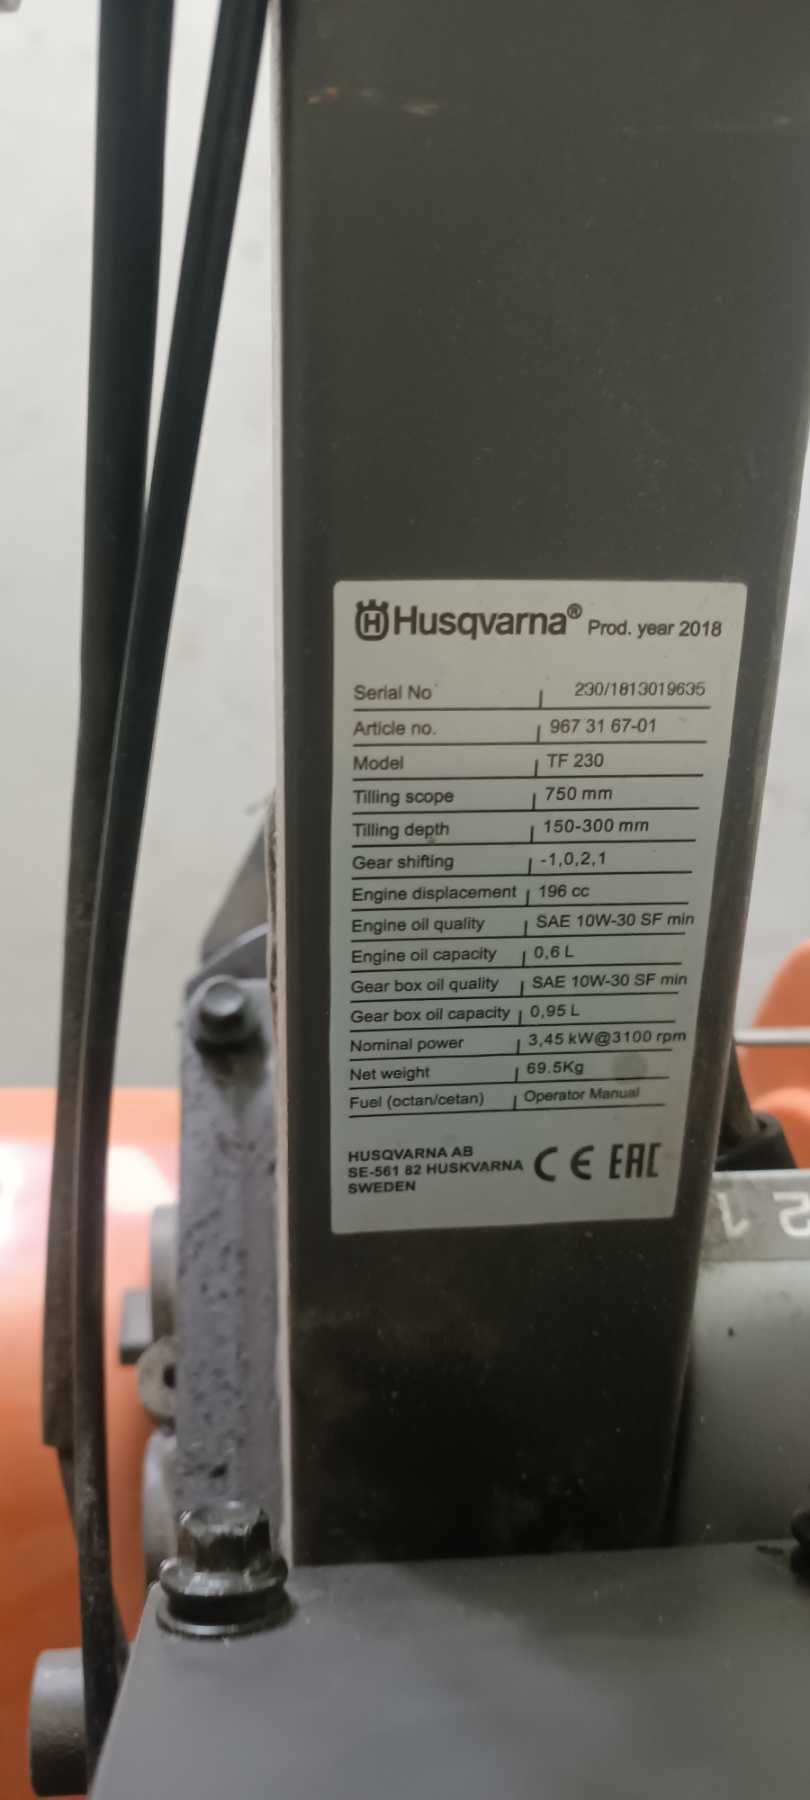 Husqvarna® Prod. year 2018
Serial No | 230/1813019635
Article no. | 967 31 67-01
Model | TF 230
Tilling scope | 750 mm
Tilling depth | 150-300 mm
Gear shifting | -1,0,2,1
Engine displacement | 196 cc
Engine oil quality | SAE 10W-30 SF min
Engine oil capacity | 0,6 L
Gear box oil quality | SAE 10W-30 SF min
Gear box oil capacity | 0,95 L
Nominal power | 3,45 kW@3100 rpm
Net weight | 69.5Kg
Fuel (octan/cetan) | Operator Manual
HUSQVARNA AB
SE-561 82 HUSKVARNA
SWEDEN
CE EAC
1 2